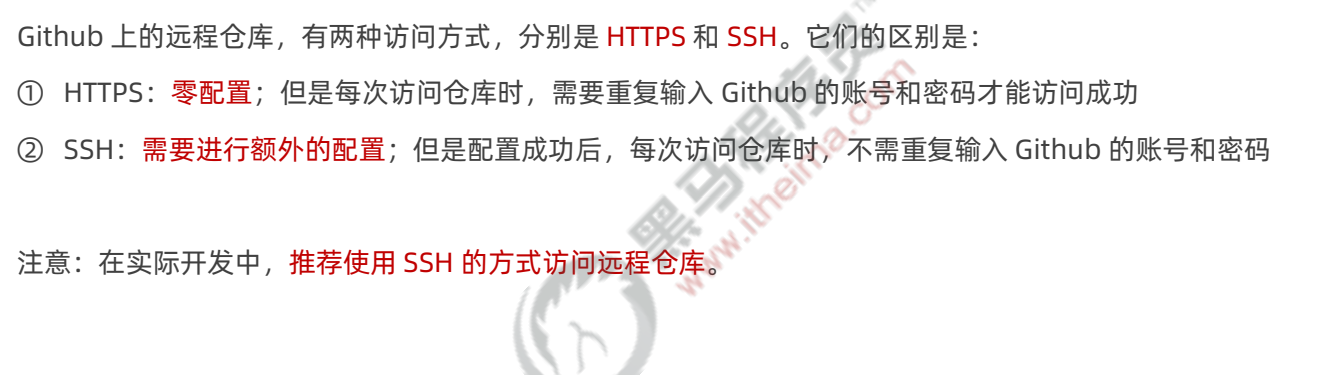 Github 上的远程仓库，有两种访问方式，分别是 HTTPS 和 SSH。它们的区别是：
① HTTPS：零配置；但是每次访问仓库时，需要重复输入 Github 的账号和密码才能访问成功
② SSH：需要进行额外的配置；但是配置成功后，每次访问仓库时，不需重复输入 Github 的账号和密码
注意：在实际开发中，推荐使用 SSH 的方式访问远程仓库。
黑马程序员
www.itheima.com